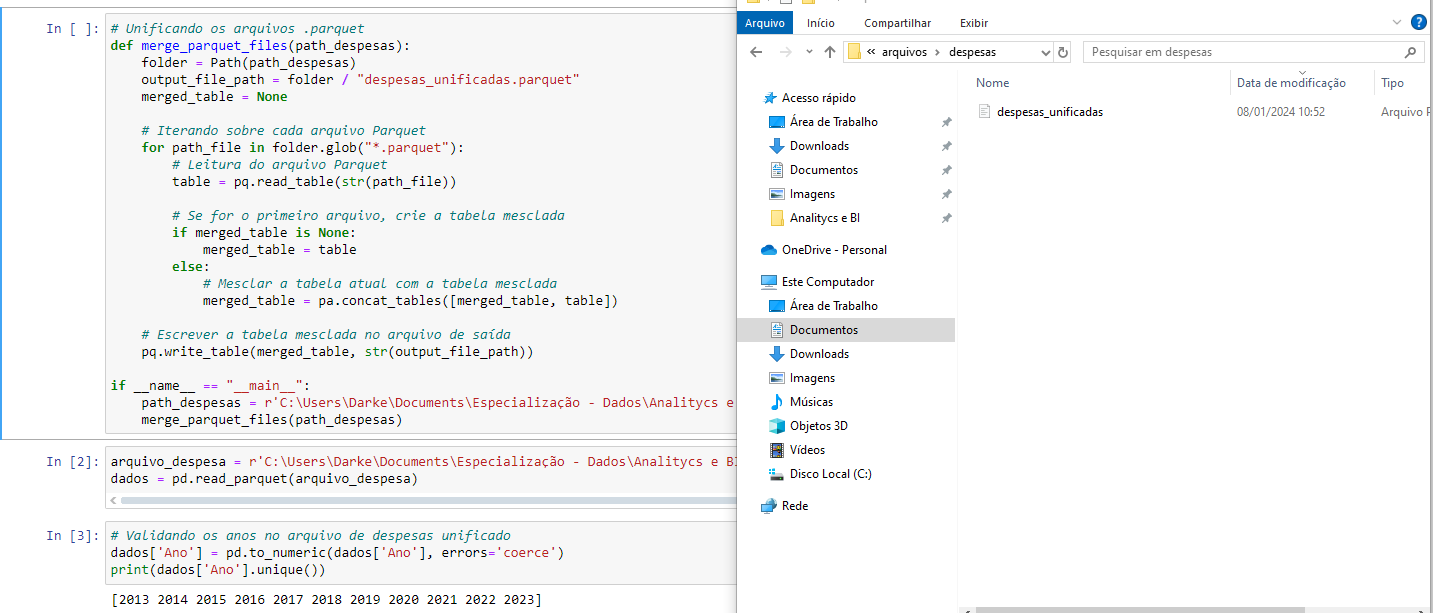 In [ ]:
# Unificando os arquivos .parquet
def merge_parquet_files(path_despesas):
    folder = Path(path_despesas)
    output_file_path = folder / "despesas_unificadas.parquet"
    merged_table = None

    # Iterando sobre cada arquivo Parquet
    for path_file in folder.glob("*.parquet"):
        # Leitura do arquivo Parquet
        table = pq.read_table(str(path_file))

        # Se for o primeiro arquivo, crie a tabela mesclada
        if merged_table is None:
            merged_table = table
        else:
            # Mesclar a tabela atual com a tabela mesclada
            merged_table = pa.concat_tables([merged_table, table])

    # Escrever a tabela mesclada no arquivo de saída
    pq.write_table(merged_table, str(output_file_path))

if __name__ == "__main__":
    path_despesas = r'C:\Users\Darke\Documents\Especialização - Dados\Analitycs e
    merge_parquet_files(path_despesas)
In [2]:
arquivo_despesa = r'C:\Users\Darke\Documents\Especialização - Dados\Analitycs e BI
dados = pd.read_parquet(arquivo_despesa)
In [3]:
# Validando os anos no arquivo de despesas unificado
dados['Ano'] = pd.to_numeric(dados['Ano'], errors='coerce')
print(dados['Ano'].unique())
[2013 2014 2015 2016 2017 2018 2019 2020 2021 2022 2023]
Arquivo Início Compartilhar Exibir
« arquivos › despesas
Pesquisar em despesas
Nome Data de modificação Tipo
despesas_unificadas 08/01/2024 10:52 Arquivo
Acesso rápido
Área de Trabalho
Downloads
Documentos
Imagens
Analitycs e BI
OneDrive - Personal
Este Computador
Área de Trabalho
Documentos
Downloads
Imagens
Músicas
Objetos 3D
Vídeos
Disco Local (C:)
Rede